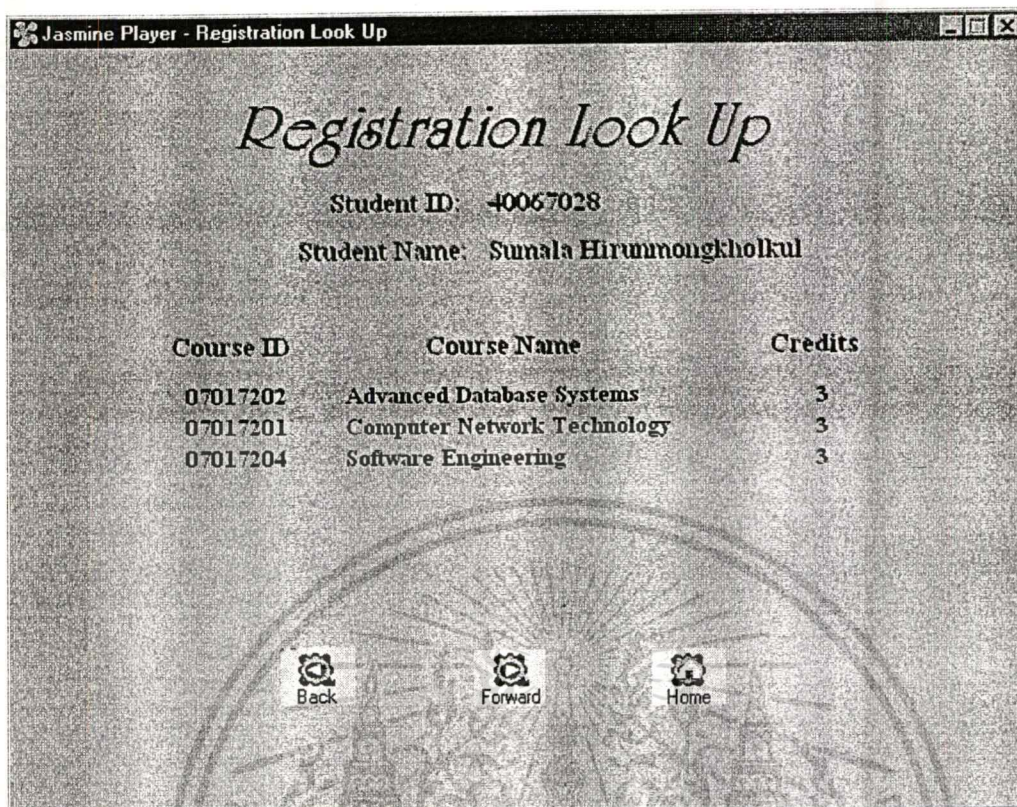 Jasmine Player - Registration Look Up
Registration Look Up
Student ID: 40067028
Student Name: Sumala Hirunmongkholkul
Course ID Course Name Credits
07017202 Advanced Database Systems 3
07017201 Computer Network Technology 3
07017204 Software Engineering 3
Back Forward Home